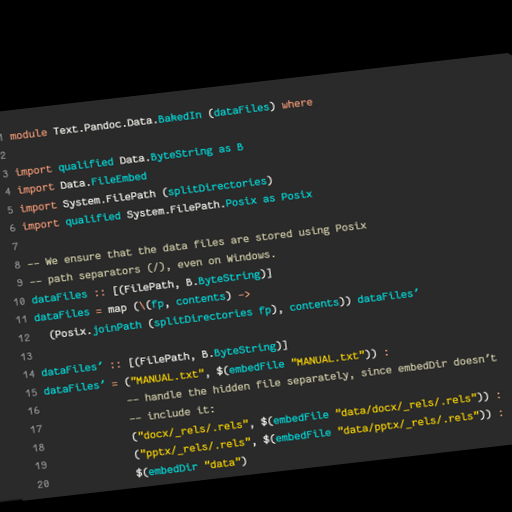 1 module Text.Pandoc.Data.BakedIn (dataFiles) where
2
3 import qualified Data.ByteString as B
4 import Data.FileEmbed
5 import System.FilePath (splitDirectories)
6 import qualified System.FilePath.Posix as Posix
7
8 -- We ensure that the data files are stored using Posix
9 -- path separators (/), even on Windows.
10 dataFiles :: [(FilePath, B.ByteString)]
11 dataFiles = map (\(fp, contents) ->
12 (Posix.joinPath (splitDirectories fp), contents)) dataFiles’
13
14 dataFiles’ :: [(FilePath, B.ByteString)]
15 dataFiles’ = ("MANUAL.txt", $(embedFile "MANUAL.txt")) :
16 -- handle the hidden file separately, since embedDir doesn’t
17 -- include it:
18 ("docx/_rels/.rels", $(embedFile "data/docx/_rels/.rels")) :
19 ("pptx/_rels/.rels", $(embedFile "data/pptx/_rels/.rels")) :
20 $(embedDir "data")